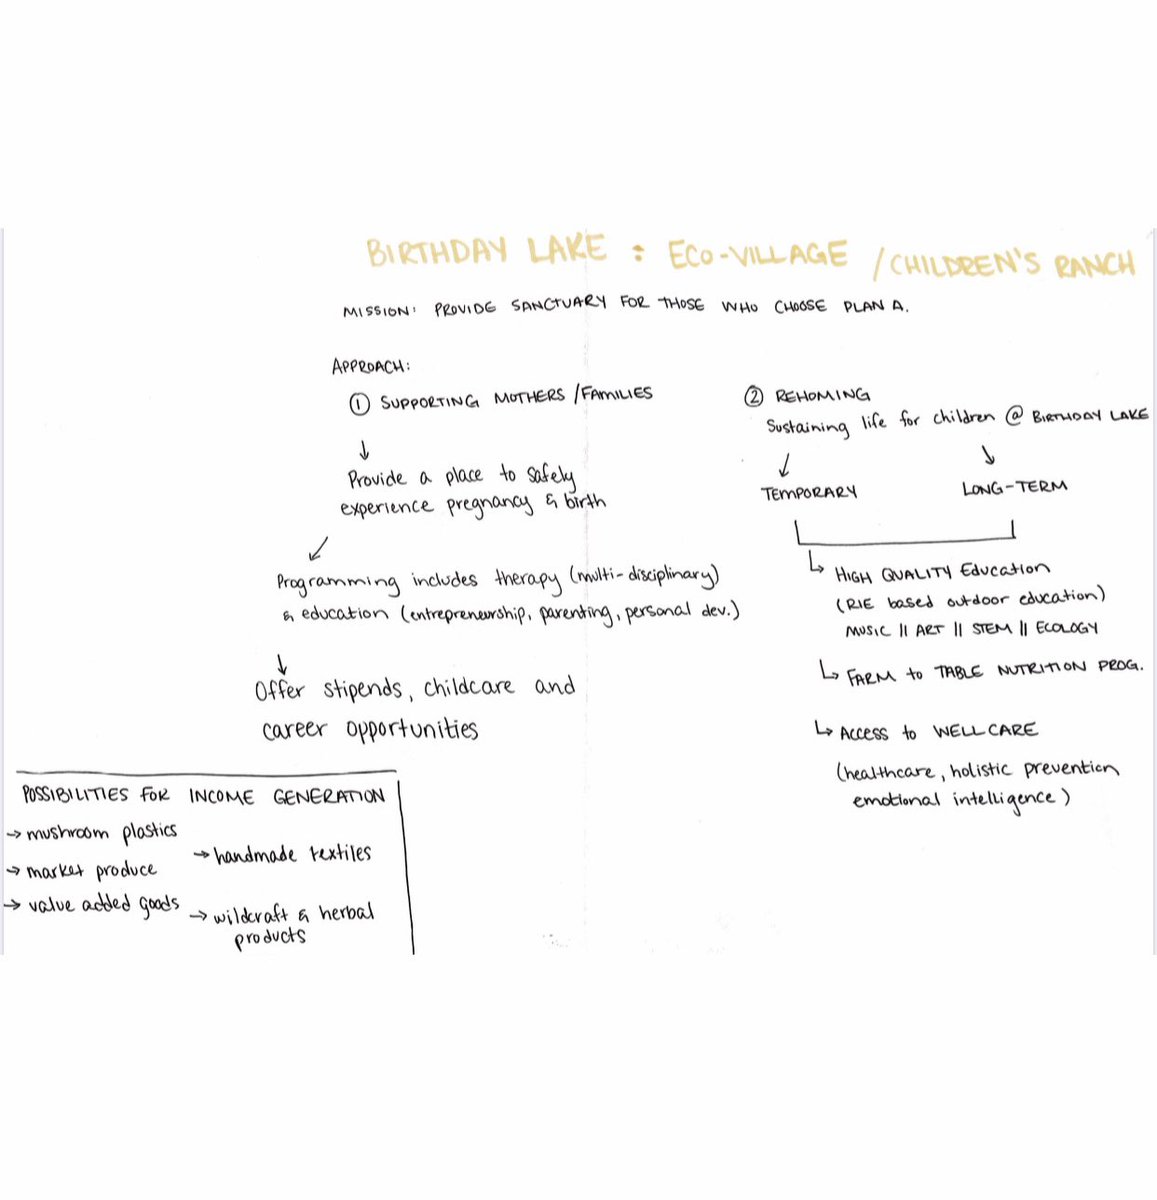 BIRTHDAY LAKE : ECO-VILLAGE / CHILDREN'S RANCH
MISSION: PROVIDE SANCTUARY FOR THOSE WHO CHOOSE PLAN A.
APPROACH:
① SUPPORTING MOTHERS / FAMILIES
↓
Provide a place to safely
experience pregnancy & birth
↙
Programming includes therapy (multi-disciplinary)
& education (entrepreneurship, parenting, personal dev.)
↓
Offer stipends, childcare and
career opportunities
② REHOMING
Sustaining life for children @ BIRTHDAY LAKE
↙ ↘
TEMPORARY LONG-TERM
↳ HIGH QUALITY Education
(RIE based outdoor education)
MUSIC || ART || STEM || ECOLOGY
↳ FARM to TABLE NUTRITION PROG.
↳ Access to WELLCARE
(healthcare, holistic prevention
emotional intelligence)
POSSIBILITIES FOR INCOME GENERATION
→ mushroom plastics
→ market produce
→ value added goods
→ handmade textiles
→ wildcraft & herbal
products